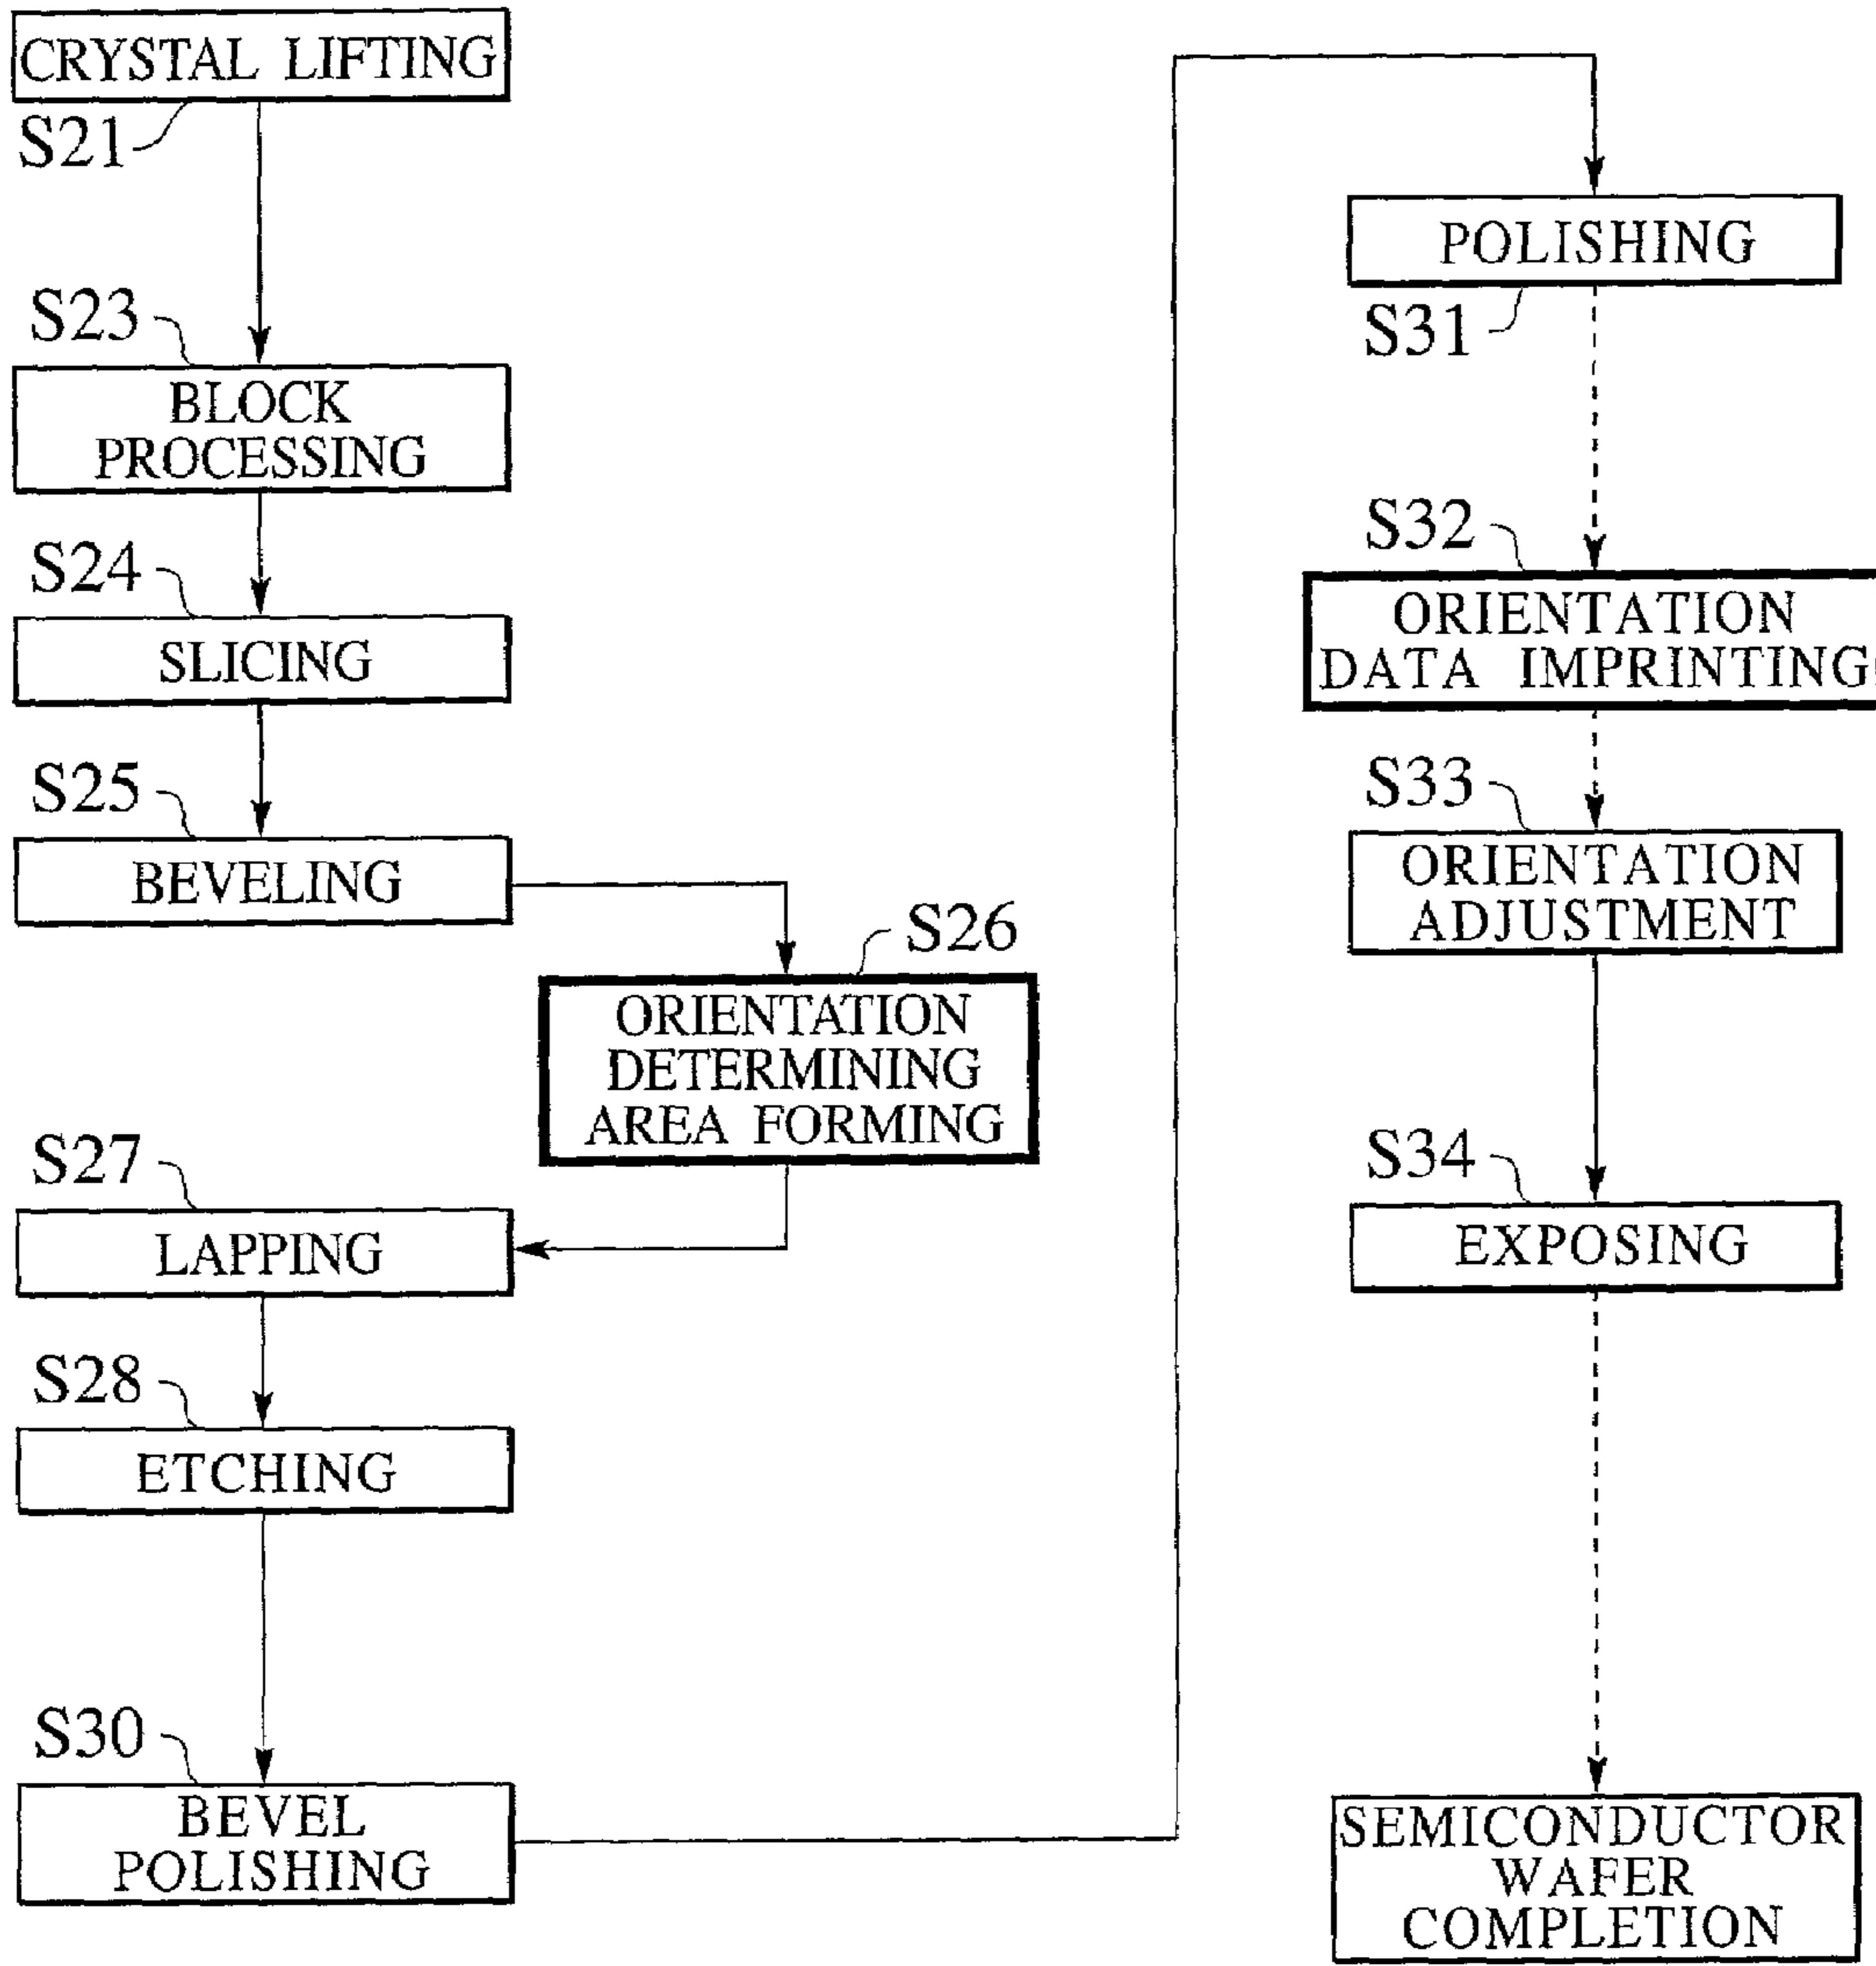 CRYSTAL LIFTING
S21
S23
BLOCK
PROCESSING
S24
SLICING
S25
BEVELING
S26
ORIENTATION
DETERMINING
AREA FORMING
S27
LAPPING
S28
ETCHING
S30
BEVEL
POLISHING
POLISHING
S31
S32
ORIENTATION
DATA IMPRINTING
S33
ORIENTATION
ADJUSTMENT
S34
EXPOSING
SEMICONDUCTOR
WAFER
COMPLETION